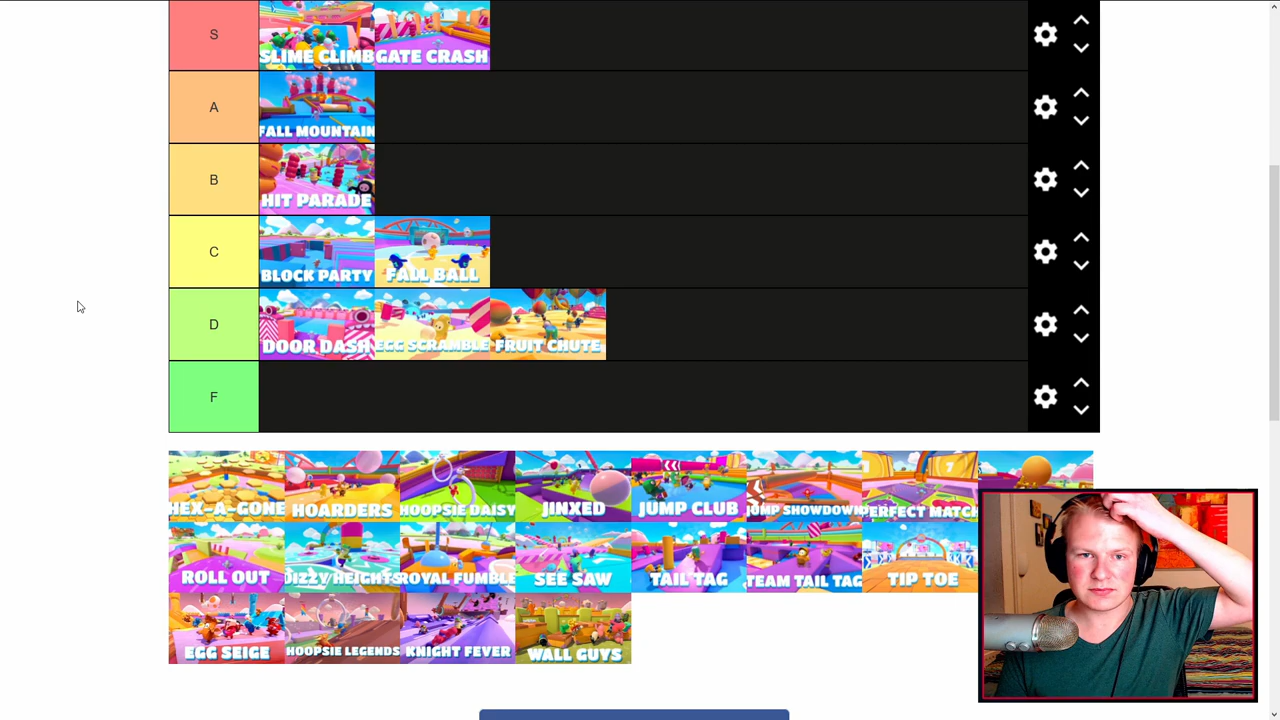 S
SLIME CLIMB GATE CRASH
A
FALL MOUNTAIN
B
HIT PARADE
C
BLOCK PARTY FALL BALL
D
DOOR DASH EGG SCRAMBLE FRUIT CHUTE
F
HEX-A-GONE HOARDERS HOOPSIE DAISY JINXED JUMP CLUB JUMP SHOWDOWN PERFECT MATCH
ROLL OUT DIZZY HEIGHTS ROYAL FUMBLE SEE SAW TAIL TAG TEAM TAIL TAG TIP TOE
EGG SEIGE HOOPSIE LEGENDS KNIGHT FEVER WALL GUYS